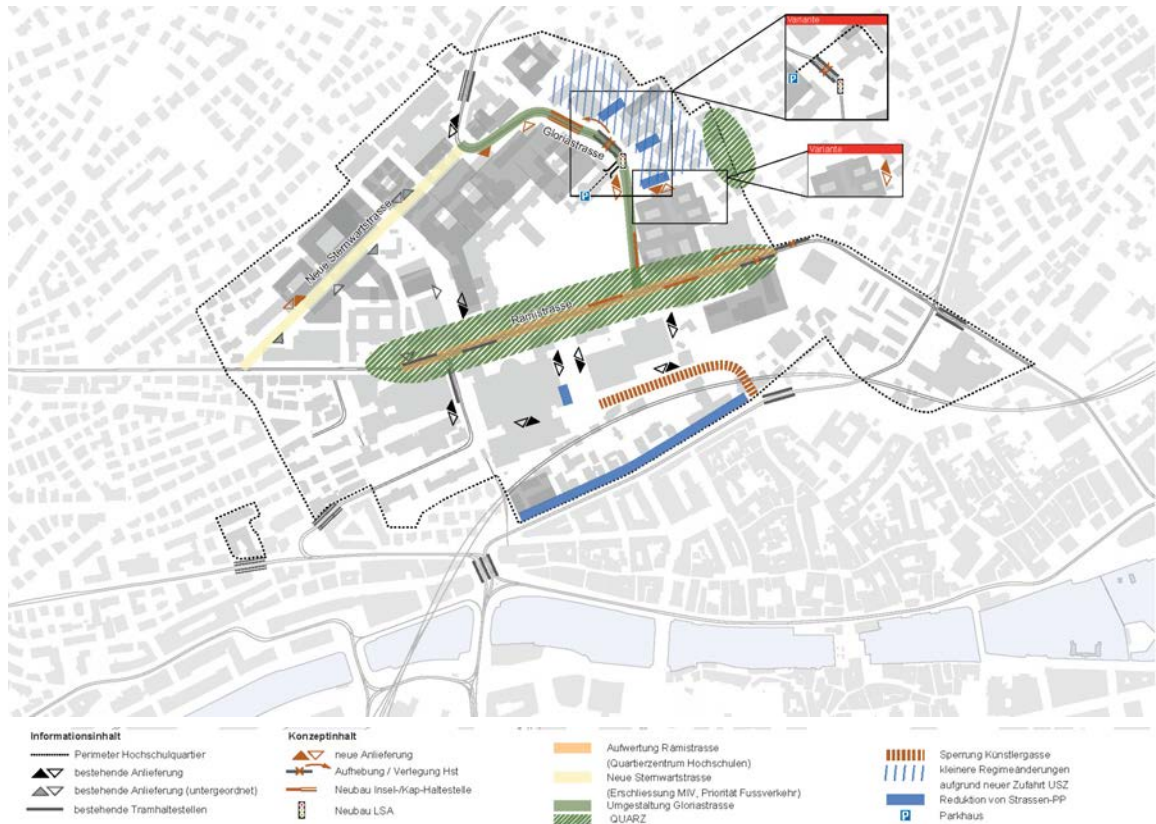 Variante
P
Variante
Gloriastrasse
P
Neue Sternwartstrasse
Rämistrasse
Informationsinhalt
Perimeter Hochschulquartier
bestehende Anlieferung
bestehende Anlieferung (untergeordnet)
bestehende Tramhaltestellen
Konzeptinhalt
neue Anlieferung
Aufhebung / Verlegung Hst
Neubau Insel-/Kap-Haltestelle
Neubau LSA
Aufwertung Rämistrasse
(Quartierzentrum Hochschulen)
Neue Sternwartstrasse
(Erschliessung MIV, Priorität Fussverkehr)
Umgestaltung Gloriastrasse
QUARZ
Sperrung Künstlergasse
kleinere Regimeänderungen
aufgrund neuer Zufahrt USZ
Reduktion von Strassen-PP
P Parkhaus